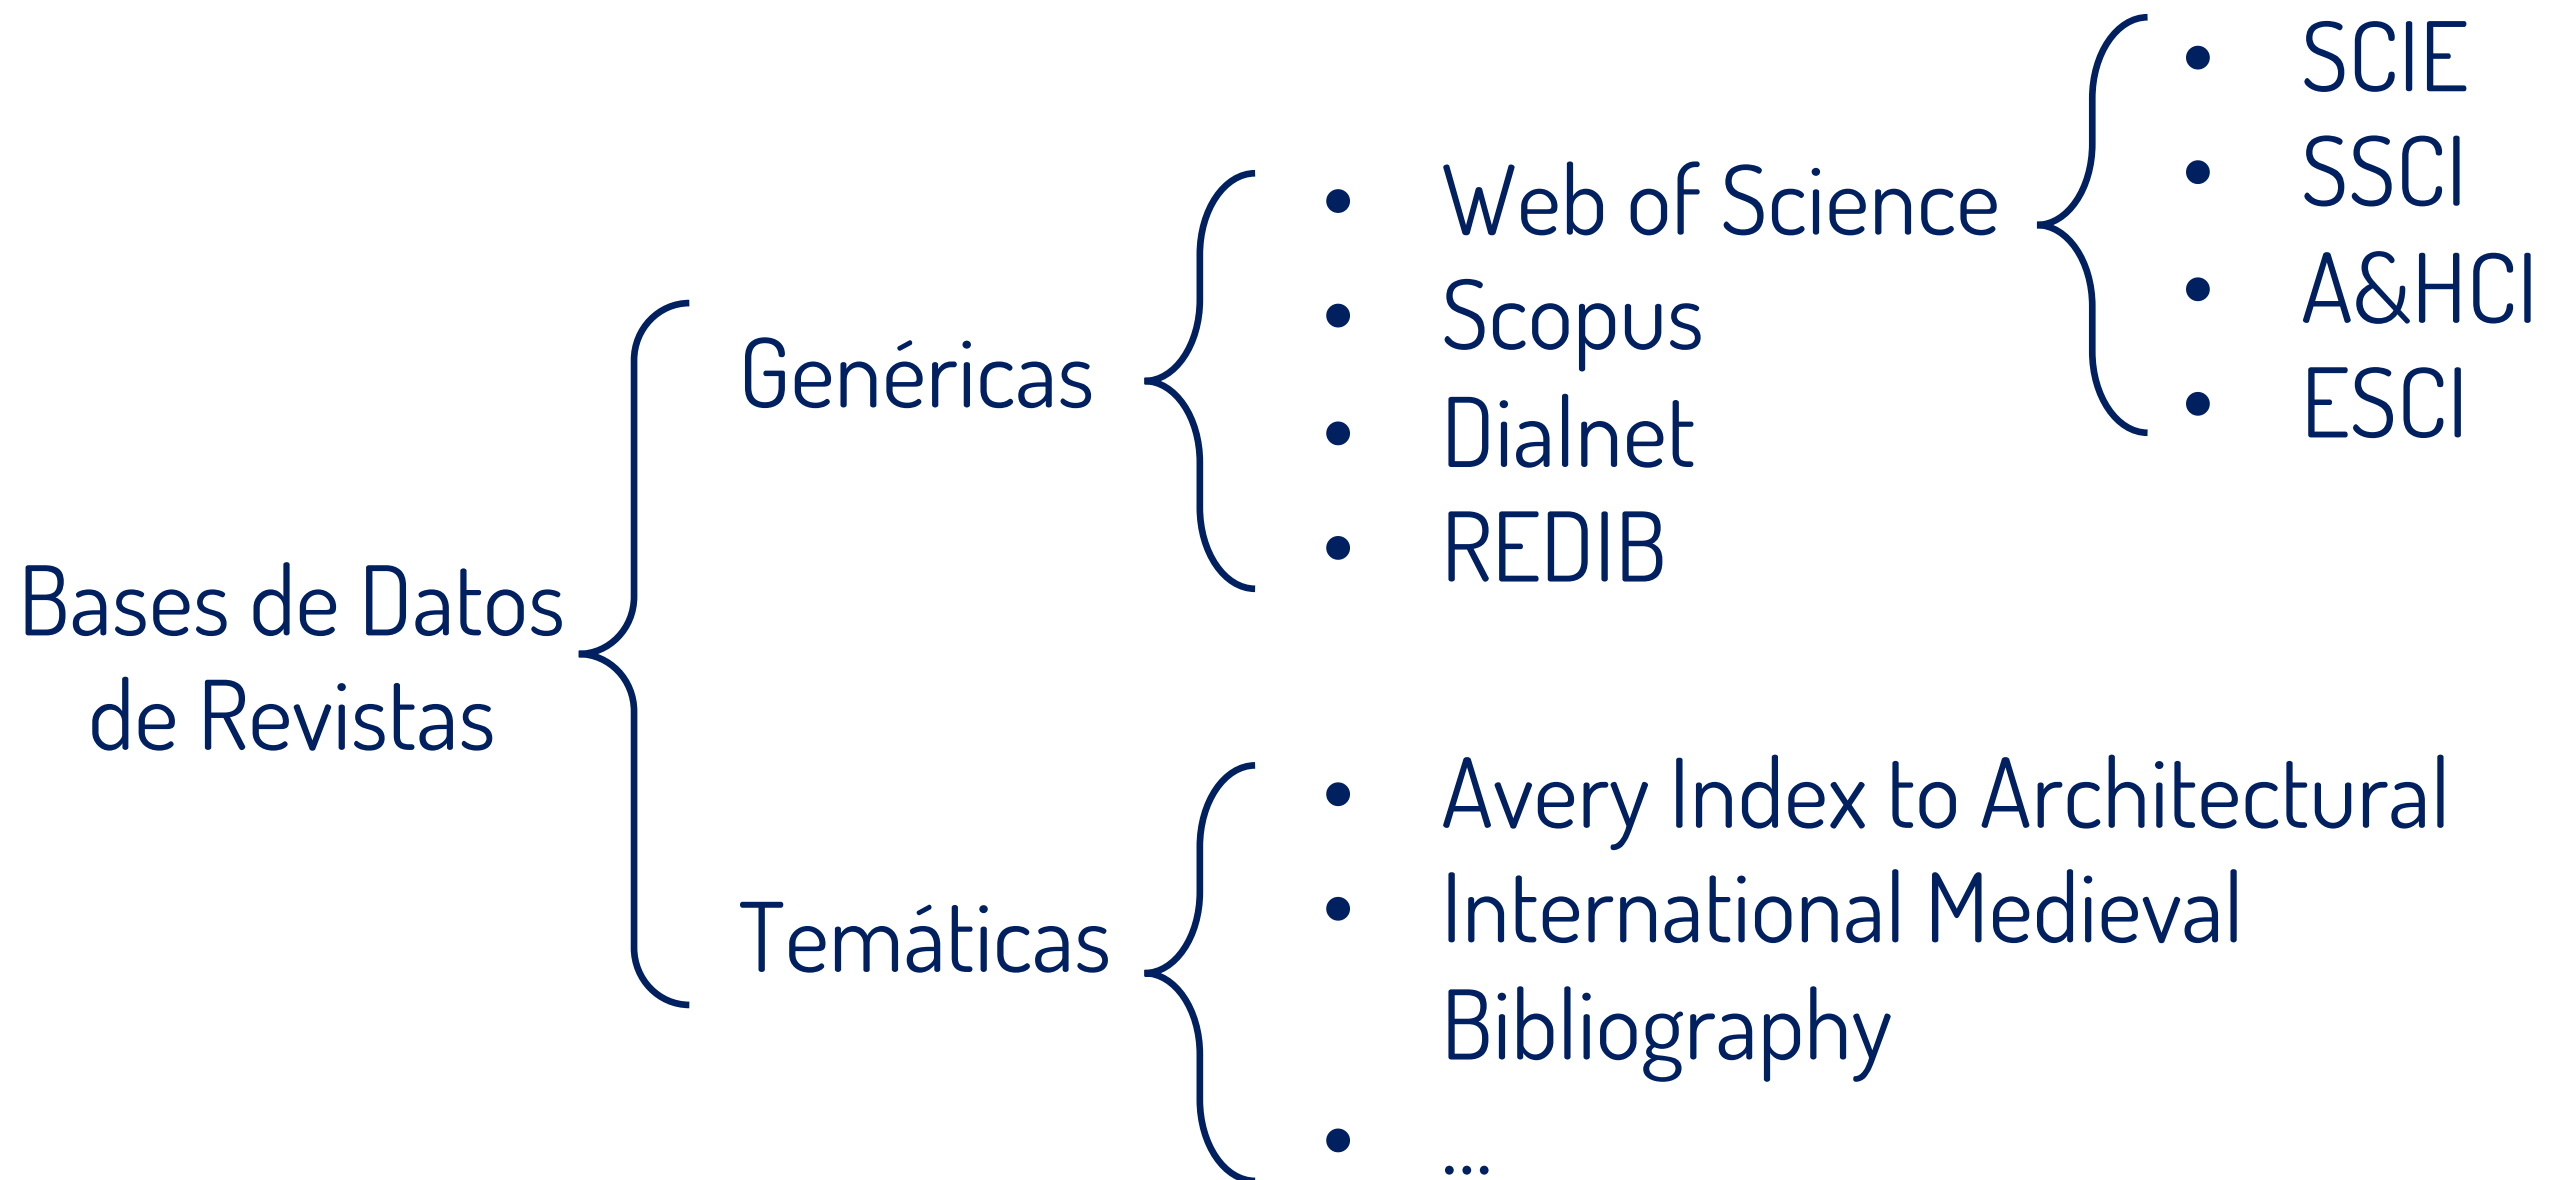 Bases de Datos
de Revistas
Genéricas
• Web of Science
• Scopus
• Dialnet
• REDIB
• SCIE
• SSCI
• A&HCI
• ESCI
Temáticas
• Avery Index to Architectural
• International Medieval
Bibliography
• ...